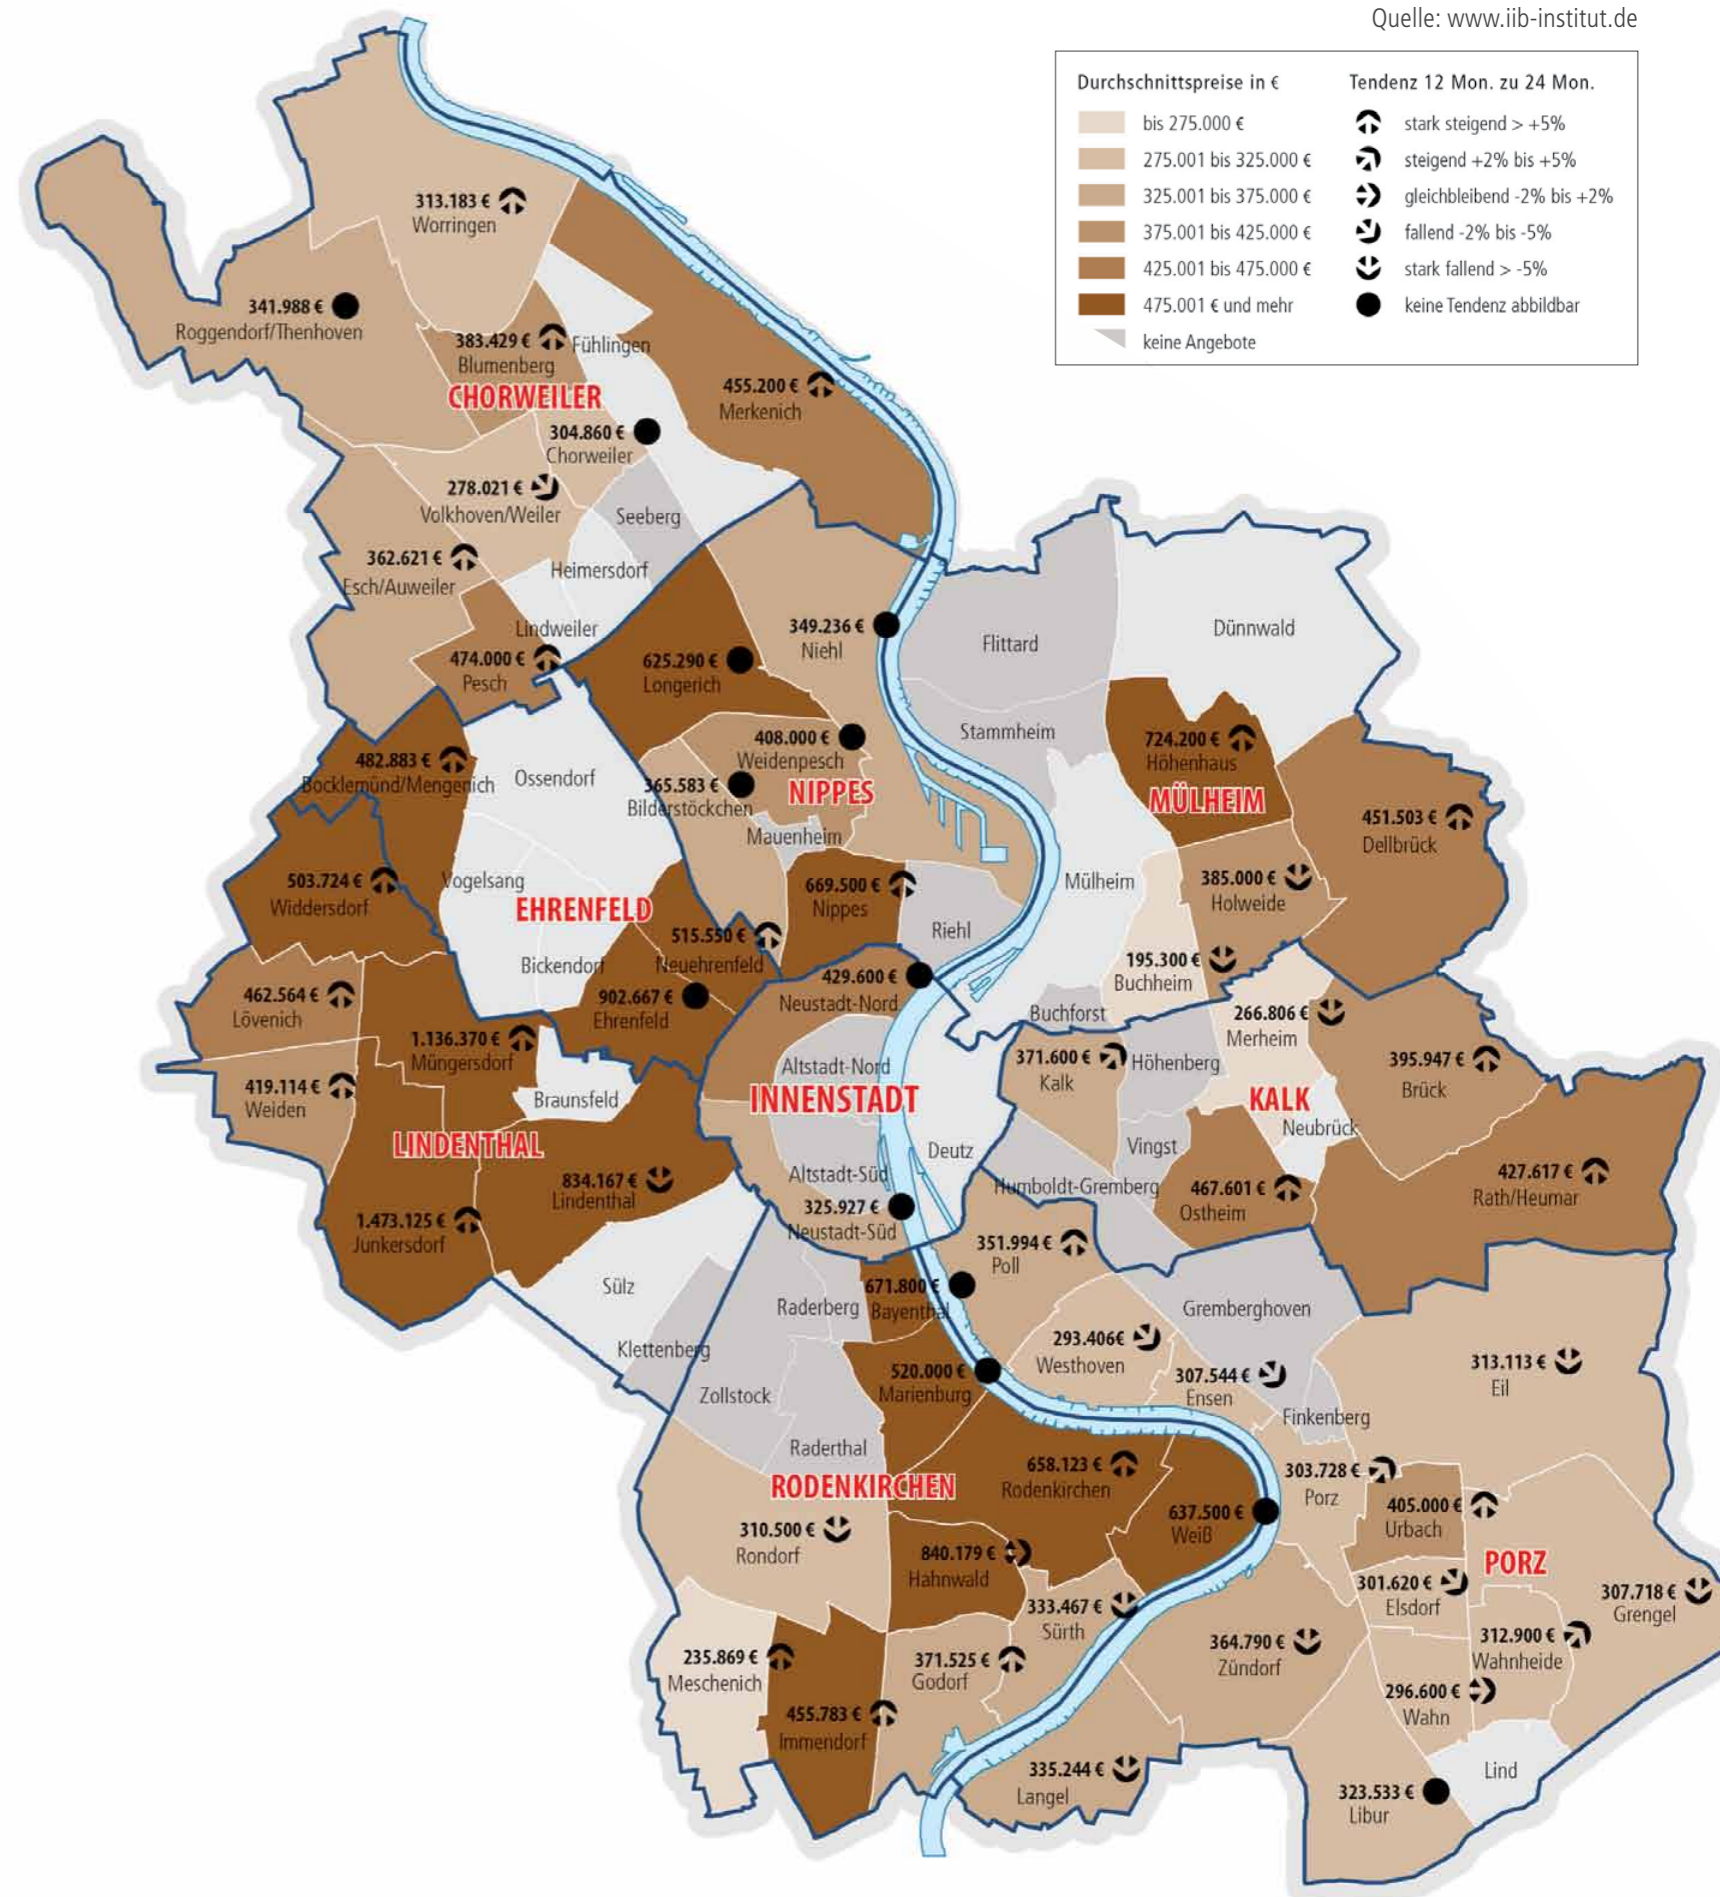 Quelle: www.iib-institut.de
Durchschnittspreise in €
bis 275.000 €
275.001 bis 325.000 €
325.001 bis 375.000 €
375.001 bis 425.000 €
425.001 bis 475.000 €
475.001 € und mehr
keine Angebote
Tendenz 12 Mon. zu 24 Mon.
stark steigend > +5%
steigend +2% bis +5%
gleichbleibend -2% bis +2%
fallend -2% bis -5%
stark fallend > -5%
keine Tendenz abbildbar
313.183 €
Worringen
341.988 €
Roggendorf/Thenhoven
383.429 €
Blumenberg
Fühlingen
CHORWEILER
455.200 €
Merkenich
304.860 €
Chorweiler
278.021 €
Volkhoven/Weiler
Seeberg
362.621 €
Esch/Auweiler
Heimersdorf
Lindweiler
474.000 €
Pesch
349.236 €
Niehl
625.290 €
Longerich
Flittard
Dünnwald
Stammheim
408.000 €
Weidenpesch
724.200 €
Höhenhaus
482.883 €
Bocklemünd/Mengenich
Ossendorf
365.583 €
Bilderstöckchen
NIPPES
MÜLHEIM
Mauenheim
451.503 €
Dellbrück
503.724 €
Widdersdorf
Vogelsang
EHRENFELD
669.500 €
Nippes
Mülheim
385.000 €
Holweide
Riehl
515.550 €
Neuehrenfeld
Bickendorf
195.300 €
Buchheim
429.600 €
Neustadt-Nord
902.667 €
Ehrenfeld
462.564 €
Lövenich
Buchforst
266.806 €
Merheim
1.136.370 €
Müngersdorf
Altstadt-Nord
371.600 €
Kalk
Höhenberg
395.947 €
Brück
419.114 €
Weiden
Braunsfeld
INNENSTADT
KALK
Neubrück
LINDENTHAL
Deutz
Vingst
834.167 €
Lindenthal
Altstadt-Süd
Humboldt-Gremberg
467.601 €
Ostheim
427.617 €
Rath/Heumar
325.927 €
Neustadt-Süd
1.473.125 €
Junkersdorf
351.994 €
Poll
Sülz
671.800 €
Bayenthal
Raderberg
Gremberghoven
Klettenberg
293.406€
Westhoven
313.113 €
Eil
520.000 €
Marienburg
307.544 €
Ensen
Zollstock
Finkenberg
Raderthal
658.123 €
Rodenkirchen
RODENKIRCHEN
303.728 €
Porz
405.000 €
Urbach
637.500 €
Weiß
310.500 €
Rondorf
840.179 €
Hahnwald
PORZ
301.620 €
Elsdorf
307.718 €
Grengel
333.467 €
Sürth
364.790 €
Zündorf
312.900 €
Wahnheide
235.869 €
Meschenich
371.525 €
Godorf
296.600 €
Wahn
455.783 €
Immendorf
335.244 €
Langel
Lind
323.533 €
Libur